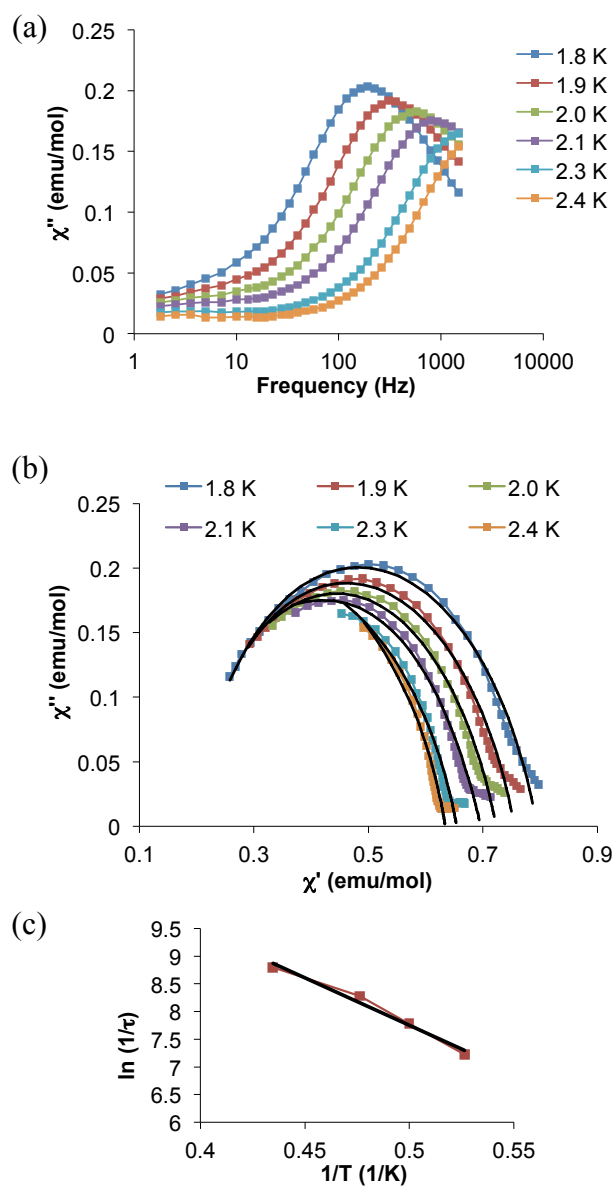 (a)
0.25
0.2
0.15
0.1
0.05
0
χ" (emu/mol)
1 10 100 1000 10000
Frequency (Hz)
1.8 K
1.9 K
2.0 K
2.1 K
2.3 K
2.4 K
(b)
1.8 K 1.9 K 2.0 K
2.1 K 2.3 K 2.4 K
0.25
0.2
0.15
0.1
0.05
0
χ" (emu/mol)
0.1 0.3 0.5 0.7 0.9
χ' (emu/mol)
(c)
9.5
9
8.5
8
7.5
7
6.5
6
ln (1/τ)
0.4 0.45 0.5 0.55
1/T (1/K)